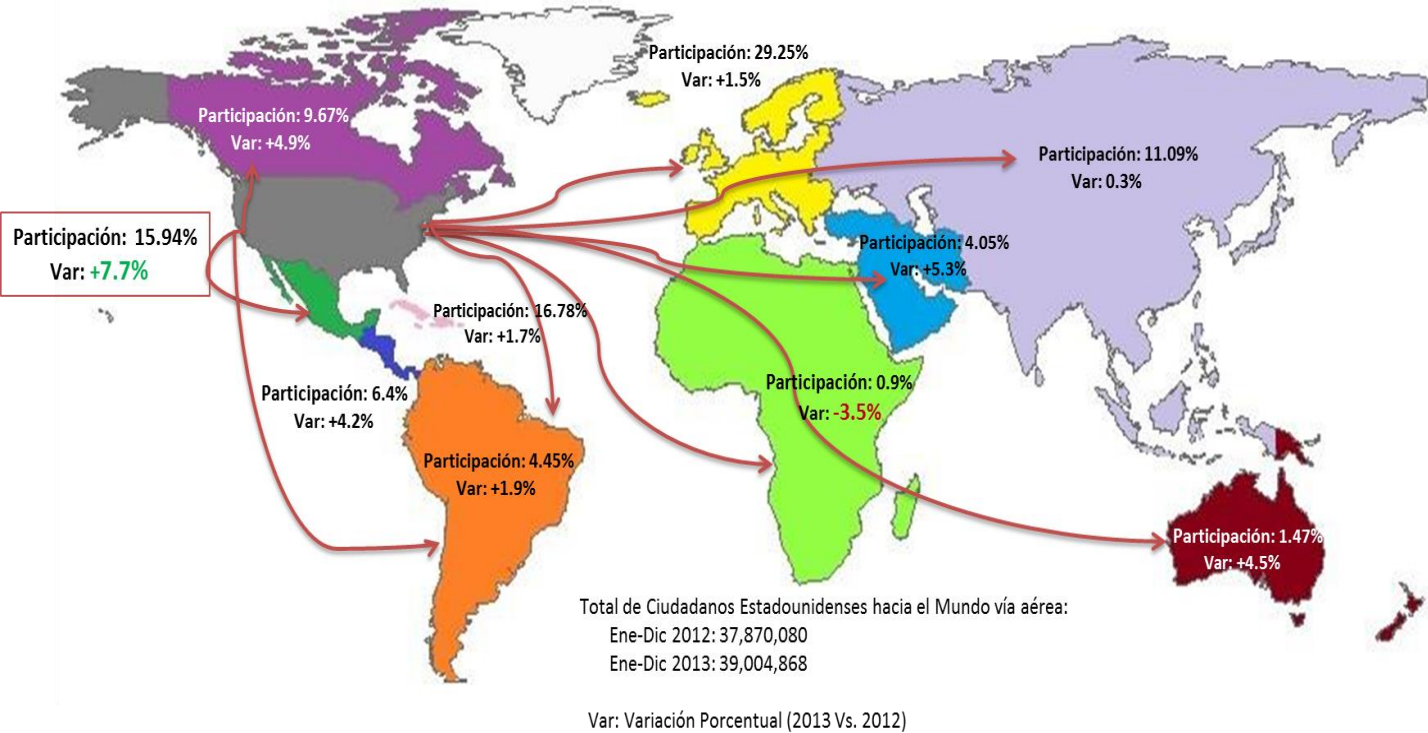 Participación: 29.25%
Var: +1.5%
Participación: 9.67%
Var: +4.9%
Participación: 11.09%
Var: 0.3%
Participación: 15.94%
Var: +7.7%
Participación: 4.05%
Var: +5.3%
Participación: 16.78%
Var: +1.7%
Participación: 6.4%
Var: +4.2%
Participación: 0.9%
Var: -3.5%
Participación: 4.45%
Var: +1.9%
Participación: 1.47%
Var: +4.5%
Total de Ciudadanos Estadounidenses hacia el Mundo vía aérea:
Ene-Dic 2012: 37,870,080
Ene-Dic 2013: 39,004,868
Var: Variación Porcentual (2013 Vs. 2012)